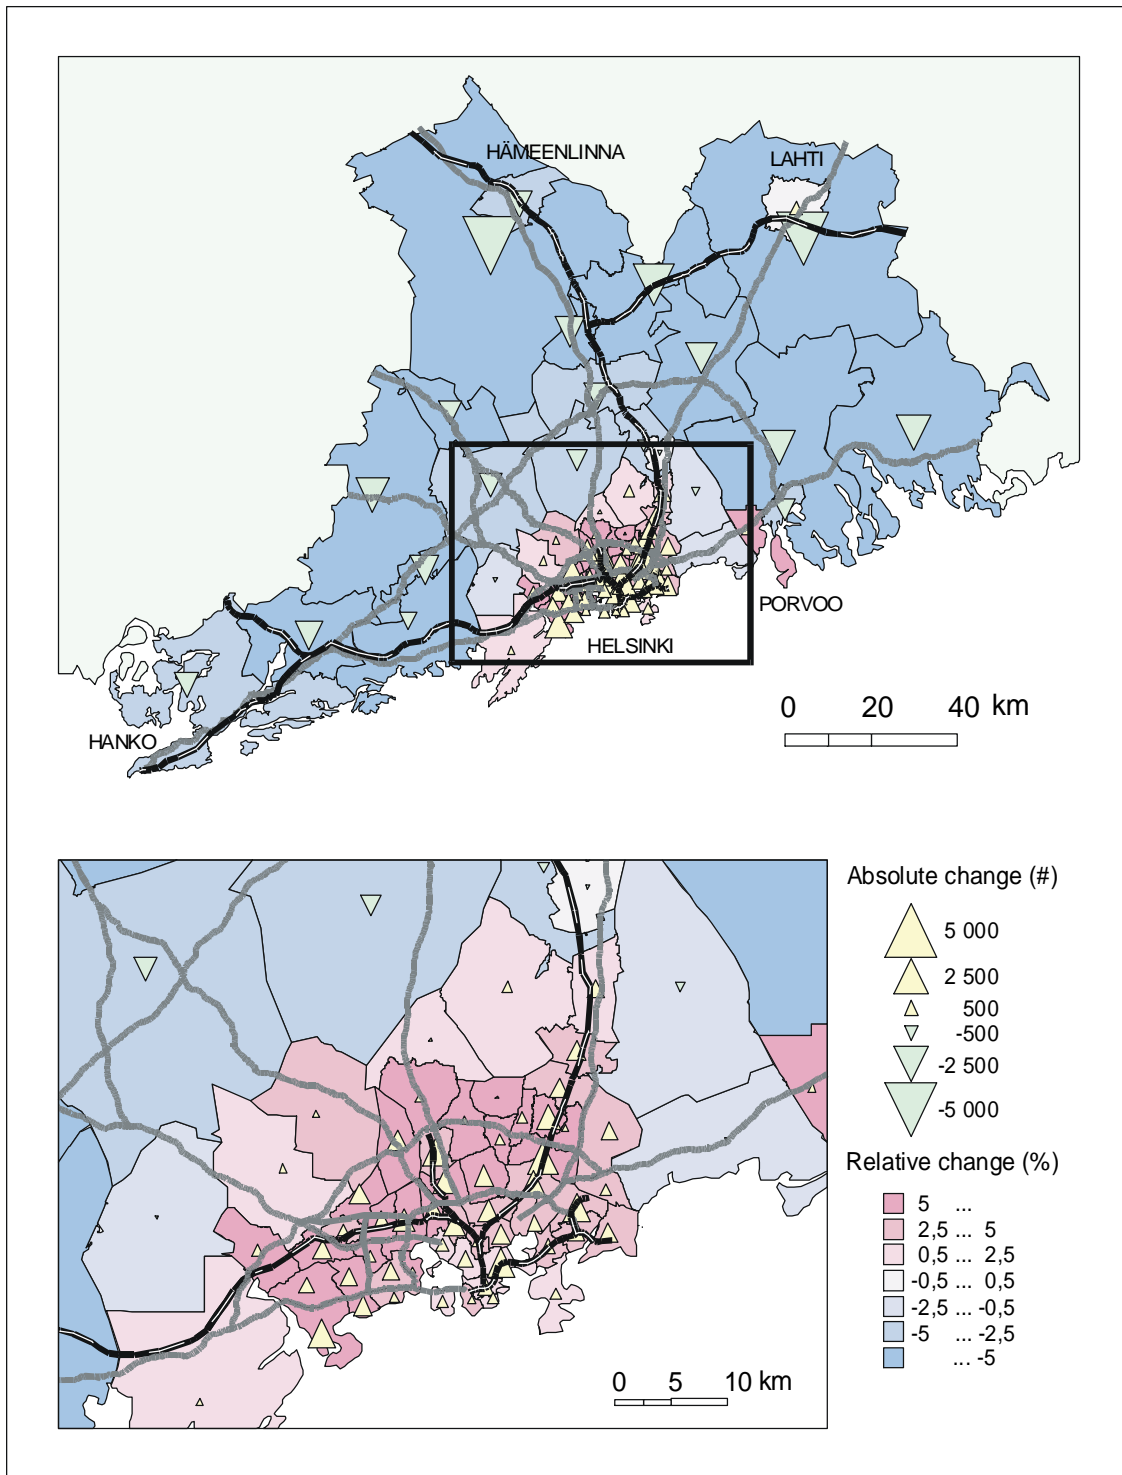 HÄMEENLINNA
LAHTI
PORVOO
HELSINKI
HANKO
0 20 40 km
Absolute change (#)
5 000
2 500
500
-500
-2 500
-5 000
Relative change (%)
5 ...
2,5 ... 5
0,5 ... 2,5
-0,5 ... 0,5
-2,5 ... -0,5
-5 ... -2,5
... -5
0 5 10 km